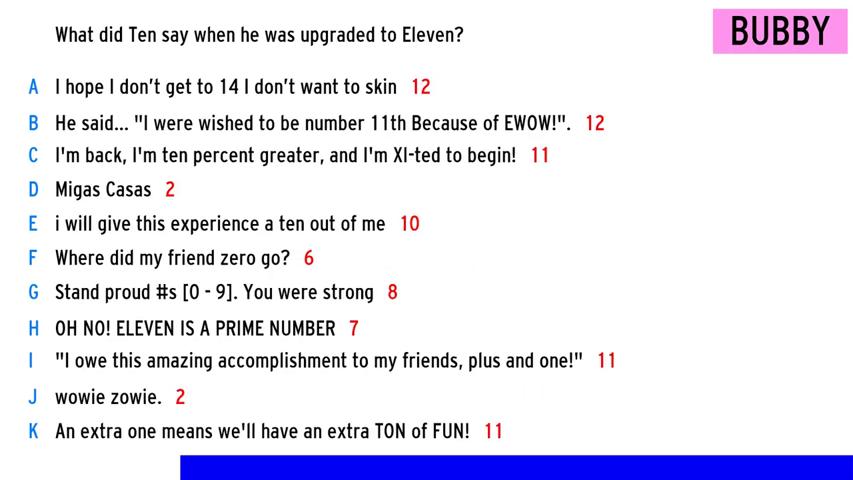 What did Ten say when he was upgraded to Eleven?
BUBBY
A I hope I don't get to 14 I don't want to skin 12
B He said... "I were wished to be number 11th Because of EWOW!". 12
C I'm back, I'm ten percent greater, and I'm XI-ted to begin! 11
D Migas Casas 2
E i will give this experience a ten out of me 10
F Where did my friend zero go? 6
G Stand proud #s [0 - 9]. You were strong 8
H OH NO! ELEVEN IS A PRIME NUMBER 7
I "I owe this amazing accomplishment to my friends, plus and one!" 11
J wowie zowie. 2
K An extra one means we'll have an extra TON of FUN! 11